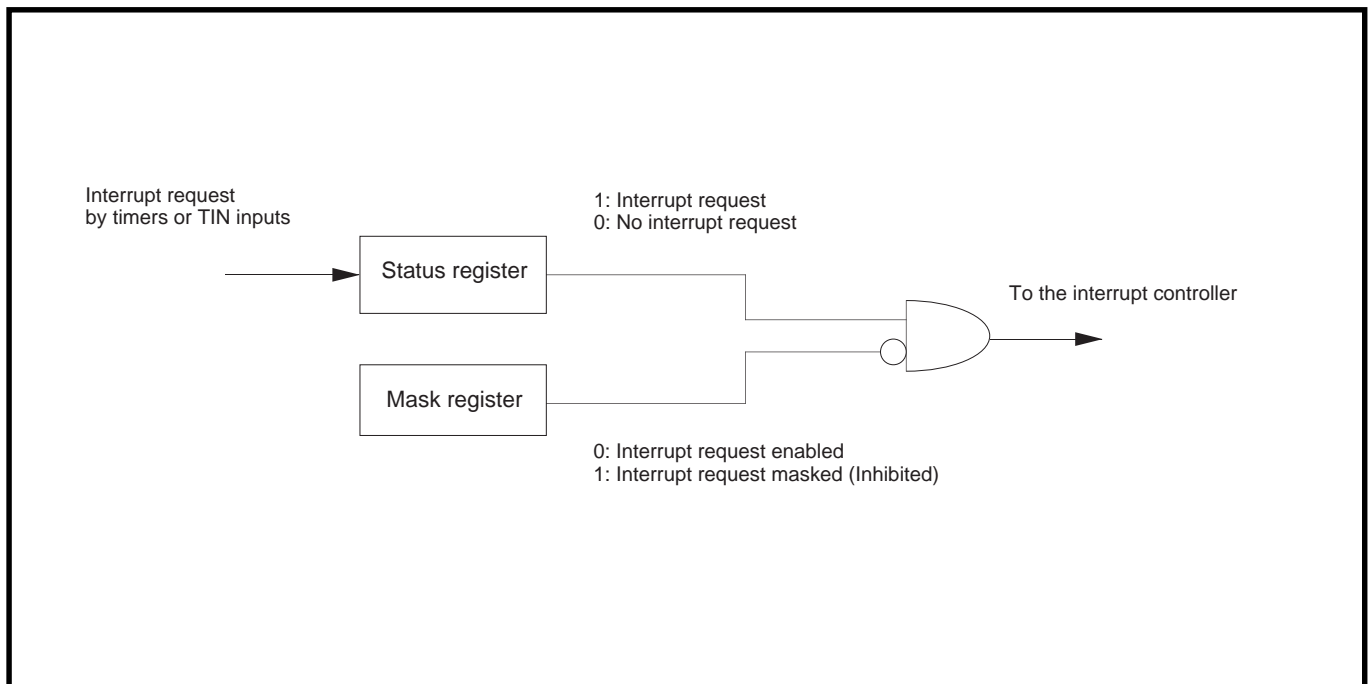 Interrupt request
by timers or TIN inputs
1: Interrupt request
0: No interrupt request
Status register
To the interrupt controller
Mask register
0: Interrupt request enabled
1: Interrupt request masked (Inhibited)